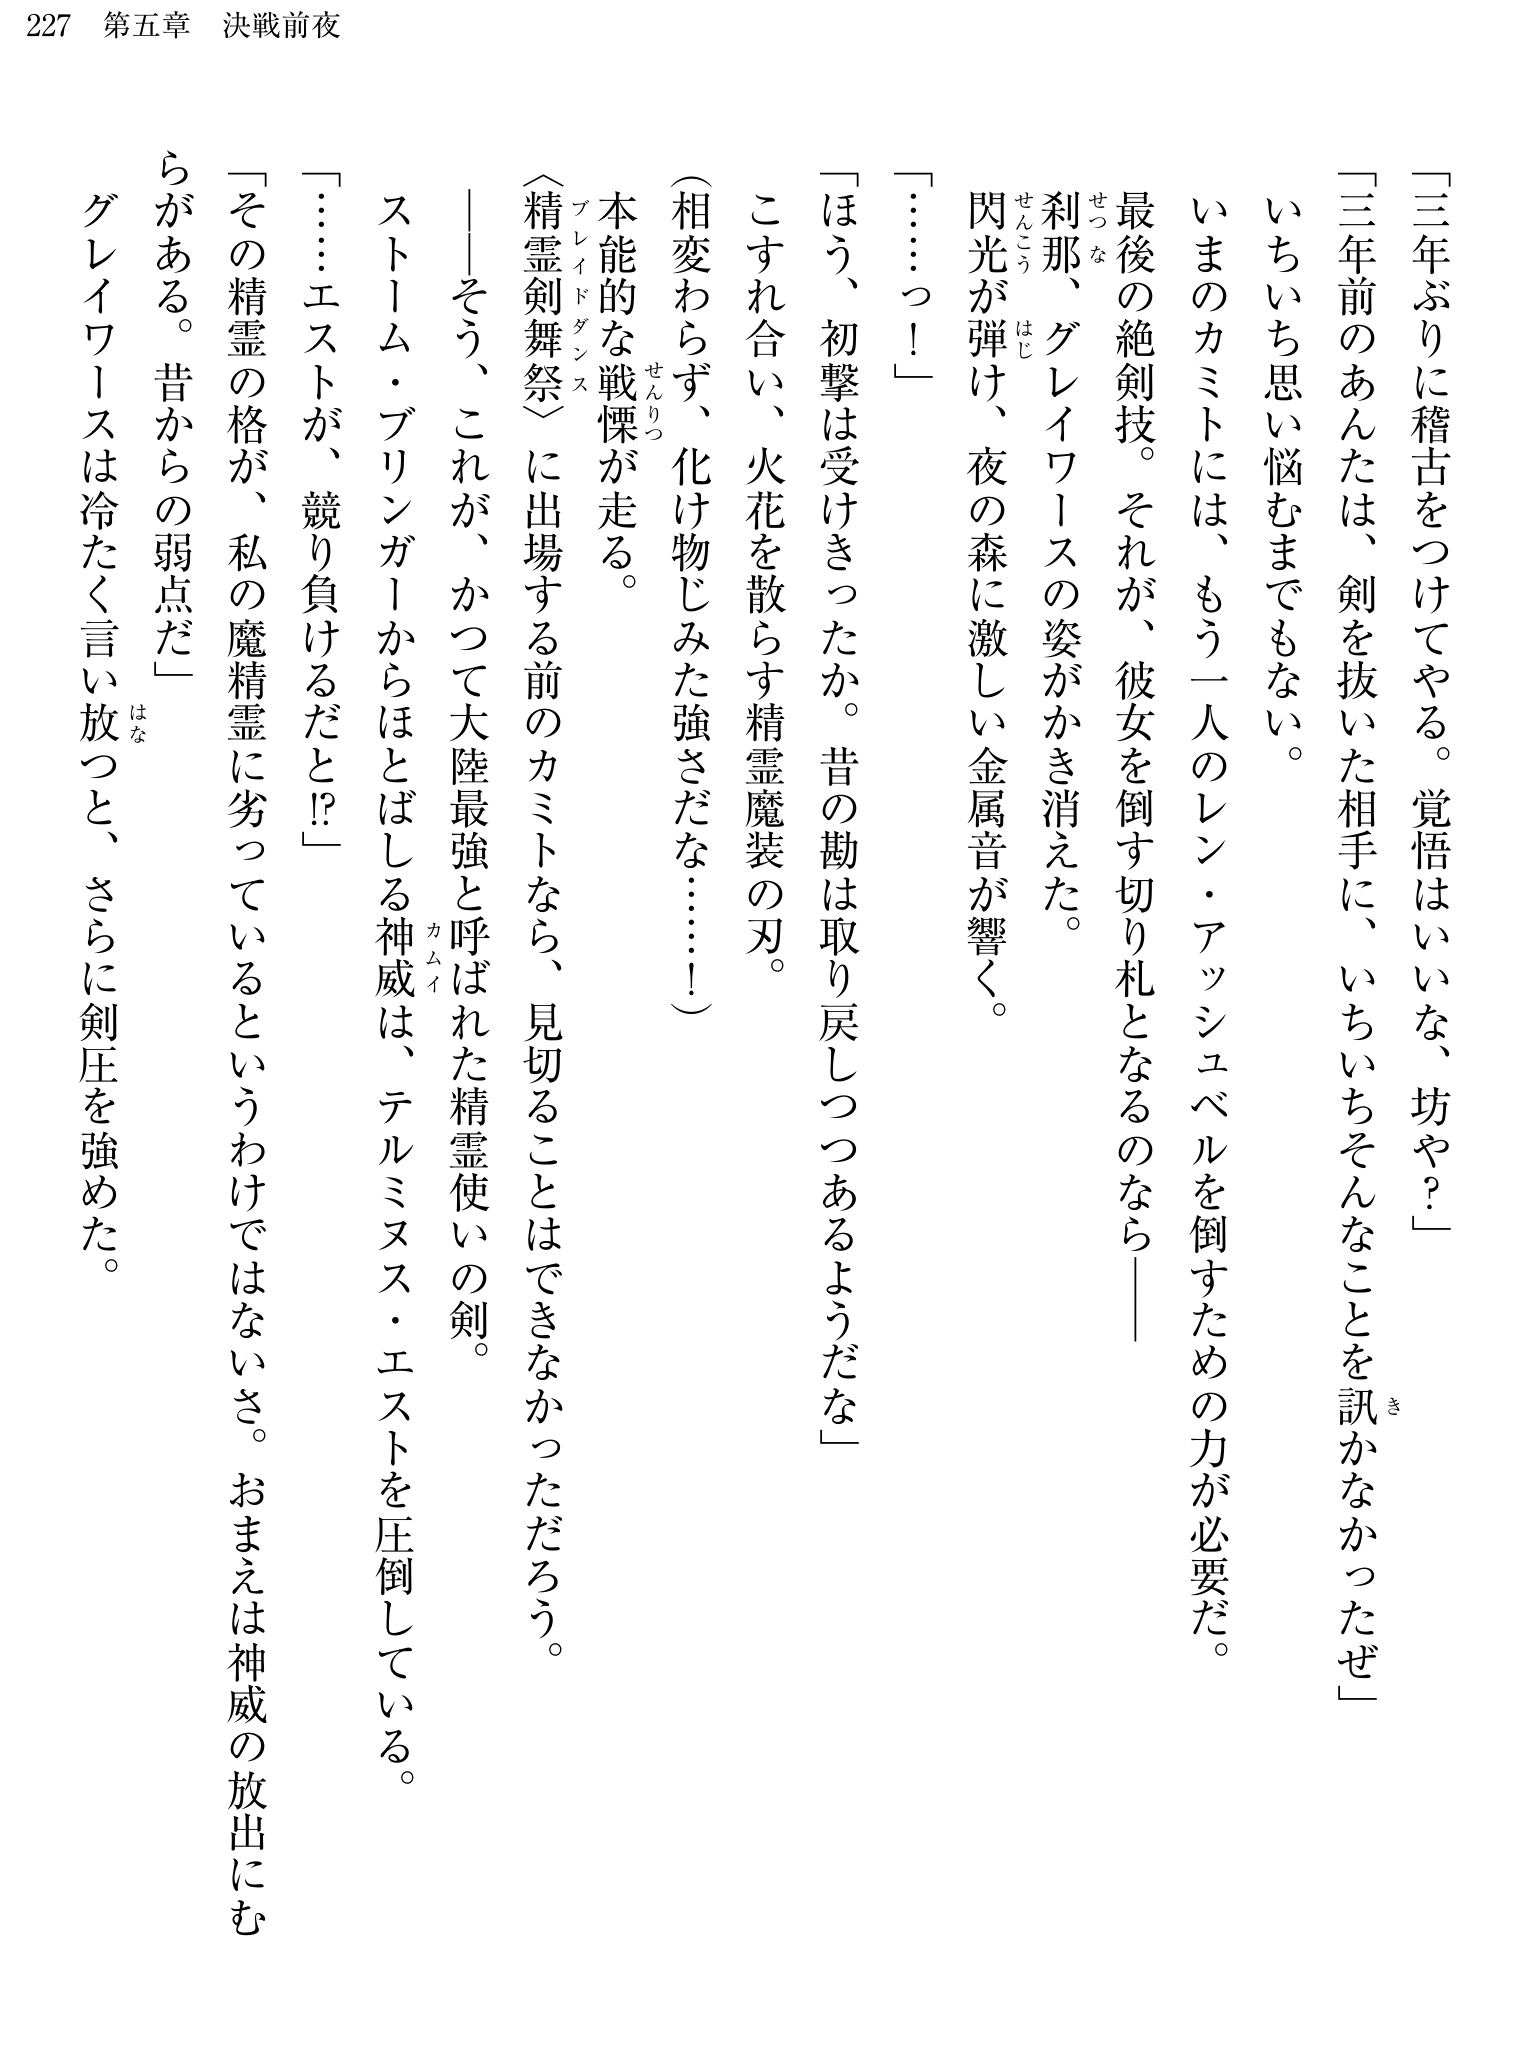 227 第五章 決戦前夜
「三年ぶりに稽古をつけてやる。覚悟はいいな、坊や?」
「三年前のあんたは、剣を抜いた相手に、いちいちそんなことを訊かなかったぜ」
いちいち思い悩むまでもない。
いまのカミトには、もう一人のレン・アッシュベルを倒すための力が必要だ。
最後の絶剣技。それが、彼女を倒す切り札となるのなら――
刹那、グレイワースの姿がかき消えた。
閃光が弾け、夜の森に激しい金属音が響く。
「……っ!」
「ほう、初撃は受けきったか。昔の勘は取り戻しつつあるようだな」
こすれ合い、火花を散らす精霊魔装の刃。
(相変わらず、化け物じみた強さだな……!)
本能的な戦慄が走る。
〈精霊剣舞祭〉に出場する前のカミトなら、見切ることはできなかっただろう。
――そう、これが、かつて大陸最強と呼ばれた精霊使いの剣。
ストーム・ブリンガーからほとばしる神威は、テルミヌス・エストを圧倒している。
「……エストが、競り負けるだと!?」
「その精霊の格が、私の魔精霊に劣っているというわけではないさ。おまえは神威の放出にむ
らがある。昔からの弱点だ」
グレイワースは冷たく言い放つと、さらに剣圧を強めた。